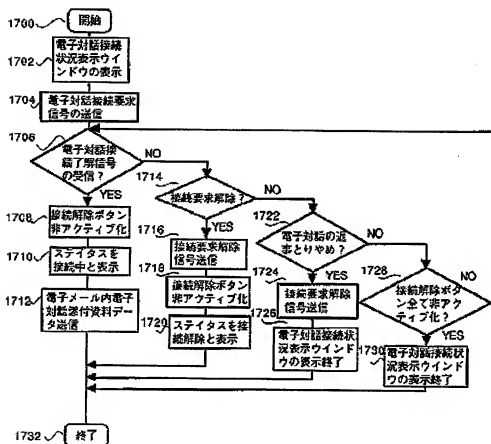 1700
開始
1702
電子対話接続
状況表示ウイ
ンドウの表示
1704
電子対話接続要求
信号の送信
1706
電子対話接
続了解信号
の受信?
NO
YES
1708
接続解除ボタン
非アクティブ化
1710
ステイタスを
接続中と表示
1712
電子メール内電子
対話添付資料データ
送信
1714
接続要求解除?
NO
YES
1716
接続要求解除
信号送信
1718
接続解除ボタン
非アクティブ化
1720
ステイタスを接
続解除と表示
1722
電子対話の返
事とりやめ?
NO
YES
1724
接続要求解除
信号送信
1726
電子対話接続状
況表示ウインドウ
の表示終了
1728
接続解除ボタ
ン全て非アク
ティブ化?
NO
YES
1730
電子対話接続状
況表示ウインド
ウの表示終了
1732
終了